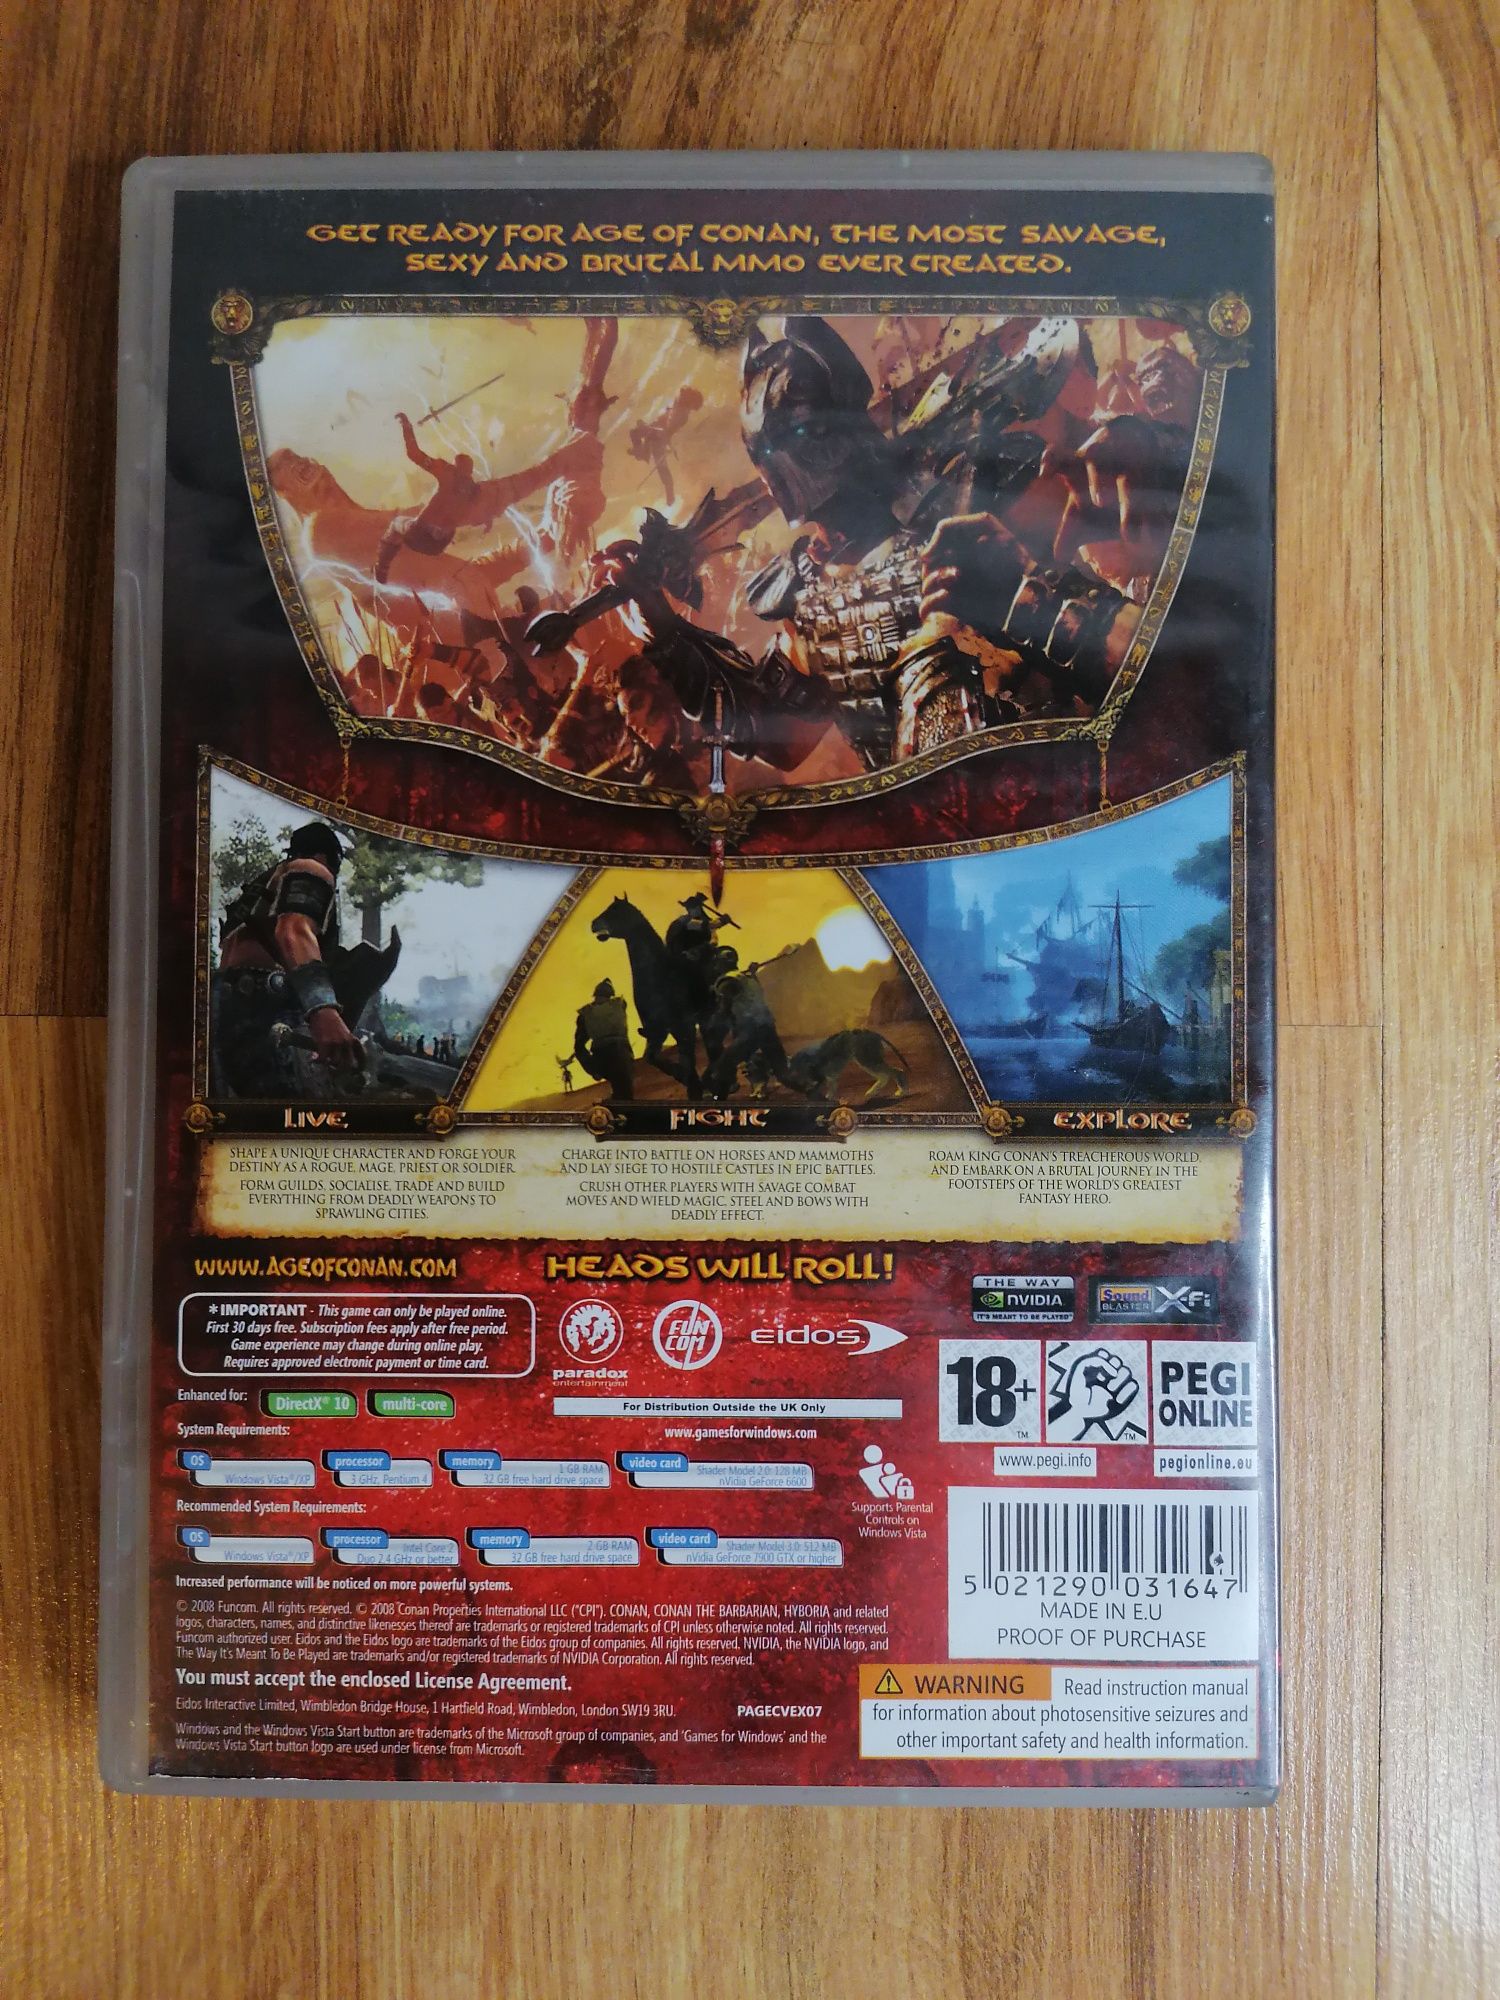 GET READY FOR AGE OF CONAN, THE MOST SAVAGE,
SEXY AND BRUTAL MMO EVER CREATED.
LIVE
SHAPE A UNIQUE CHARACTER AND FORGE YOUR
DESTINY AS A ROGUE, MAGE, PRIEST OR SOLDIER.
FORM GUILDS, SOCIALISE, TRADE AND BUILD
EVERYTHING FROM DEADLY WEAPONS TO
SPRAWLING CITIES.
FIGHT
CHARGE INTO BATTLE ON HORSES AND MAMMOTHS
AND LAY SIEGE TO HOSTILE CASTLES IN EPIC BATTLES.
CRUSH OTHER PLAYERS WITH SAVAGE COMBAT
MOVES AND WIELD MAGIC, STEEL AND BOWS WITH
DEADLY EFFECT.
EXPLORE
ROAM KING CONAN'S TREACHEROUS WORLD,
AND EMBARK ON A BRUTAL JOURNEY IN THE
FOOTSTEPS OF THE WORLD'S GREATEST
FANTASY HERO.
WWW.AGEOFCONAN.COM
HEADS WILL ROLL!
*IMPORTANT - This game can only be played online.
First 30 days free. Subscription fees apply after free period.
Game experience may change during online play.
Requires approved electronic payment or time card.
paradox
entertainment
FUN
COM
eidos
THE WAY
NVIDIA
IT'S MEANT TO BE PLAYED
Sound
BLASTER
X-Fi
Enhanced for: DirectX® 10 multi-core
For Distribution Outside the UK Only
www.gamesforwindows.com
18+
TM
TM
PEGI
ONLINE
www.pegi.info
pegionline.eu
System Requirements:
OS
Windows Vista®/XP
processor
3 GHz, Pentium 4
memory
1 GB RAM
32 GB free hard drive space
video card
Shader Model 2.0: 128 MB
nVidia GeForce 6600
Recommended System Requirements:
OS
Windows Vista®/XP
processor
Intel Core 2
Duo 2.4 GHz or better
memory
2 GB RAM
32 GB free hard drive space
video card
Shader Model 3.0: 512 MB
nVidia GeForce 7900 GTX or higher
Supports Parental
Controls on
Windows Vista
Increased performance will be noticed on more powerful systems.
© 2008 Funcom. All rights reserved. © 2008 Conan Properties International LLC ("CPI"). CONAN, CONAN THE BARBARIAN, HYBORIA and related
logos, characters, names, and distinctive likenesses thereof are trademarks or registered trademarks of CPI unless otherwise noted. All rights reserved.
Funcom authorized user. Eidos and the Eidos logo are trademarks of the Eidos group of companies. All rights reserved. NVIDIA, the NVIDIA logo, and
The Way It's Meant To Be Played are trademarks and/or registered trademarks of NVIDIA Corporation. All rights reserved.
You must accept the enclosed License Agreement.
Eidos Interactive Limited, Wimbledon Bridge House, 1 Hartfield Road, Wimbledon, London SW19 3RU.
PAGECVEX07
Windows and the Windows Vista Start button are trademarks of the Microsoft group of companies, and 'Games for Windows' and the
Windows Vista Start button logo are used under license from Microsoft.
5 021290 031647
MADE IN E.U
PROOF OF PURCHASE
WARNING Read instruction manual
for information about photosensitive seizures and
other important safety and health information.